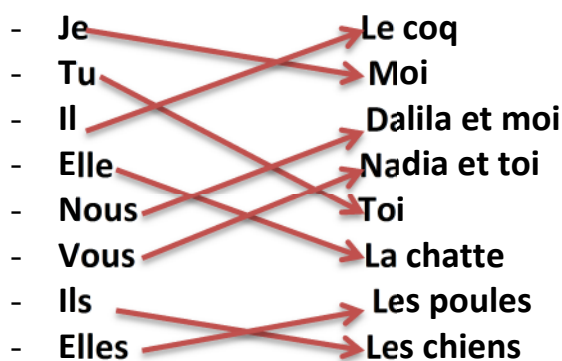 - Je Le coq
- Tu Moi
- Il Dalila et moi
- Elle Nadia et toi
- Nous Toi
- Vous La chatte
- Ils Les poules
- Elles Les chiens